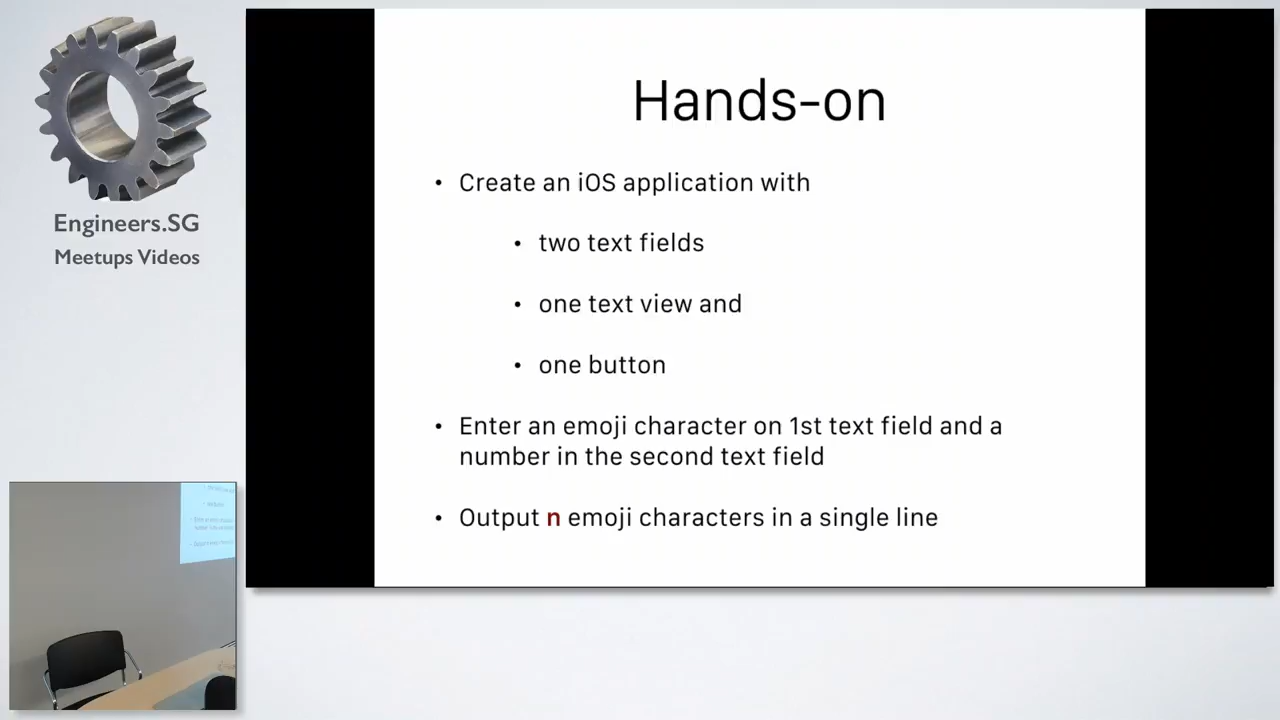 Engineers.SG
Meetups Videos
Hands-on
• Create an iOS application with
• two text fields
• one text view and
• one button
• Enter an emoji character on 1st text field and a
number in the second text field
• Output n emoji characters in a single line